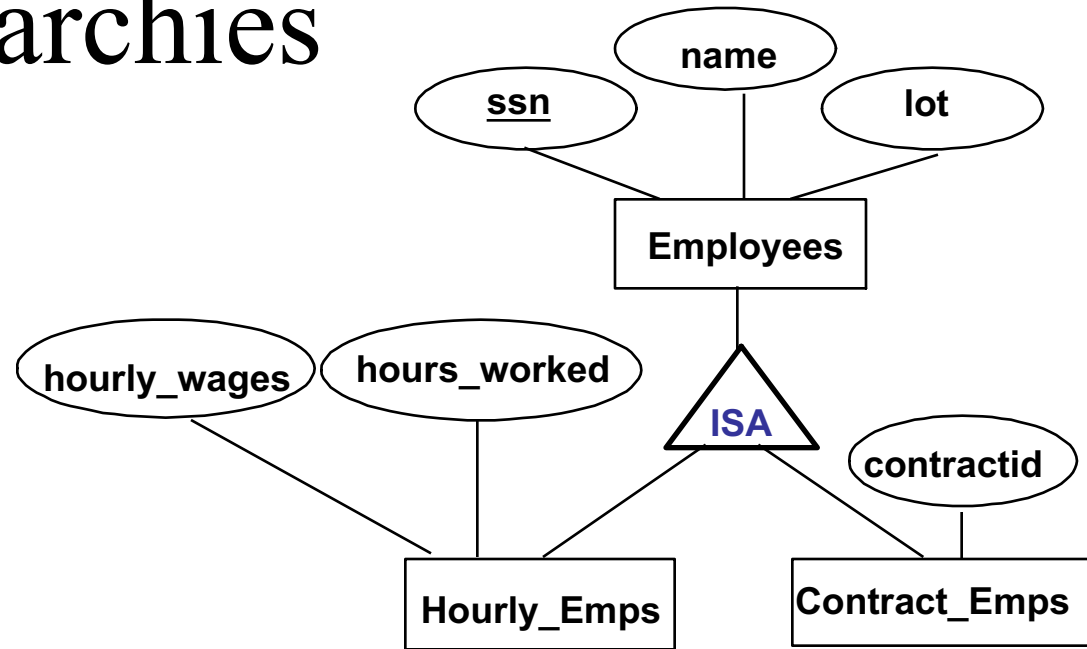 archies
name
ssn
lot
Employees
hourly_wages
hours_worked
ISA
contractid
Hourly_Emps
Contract_Emps